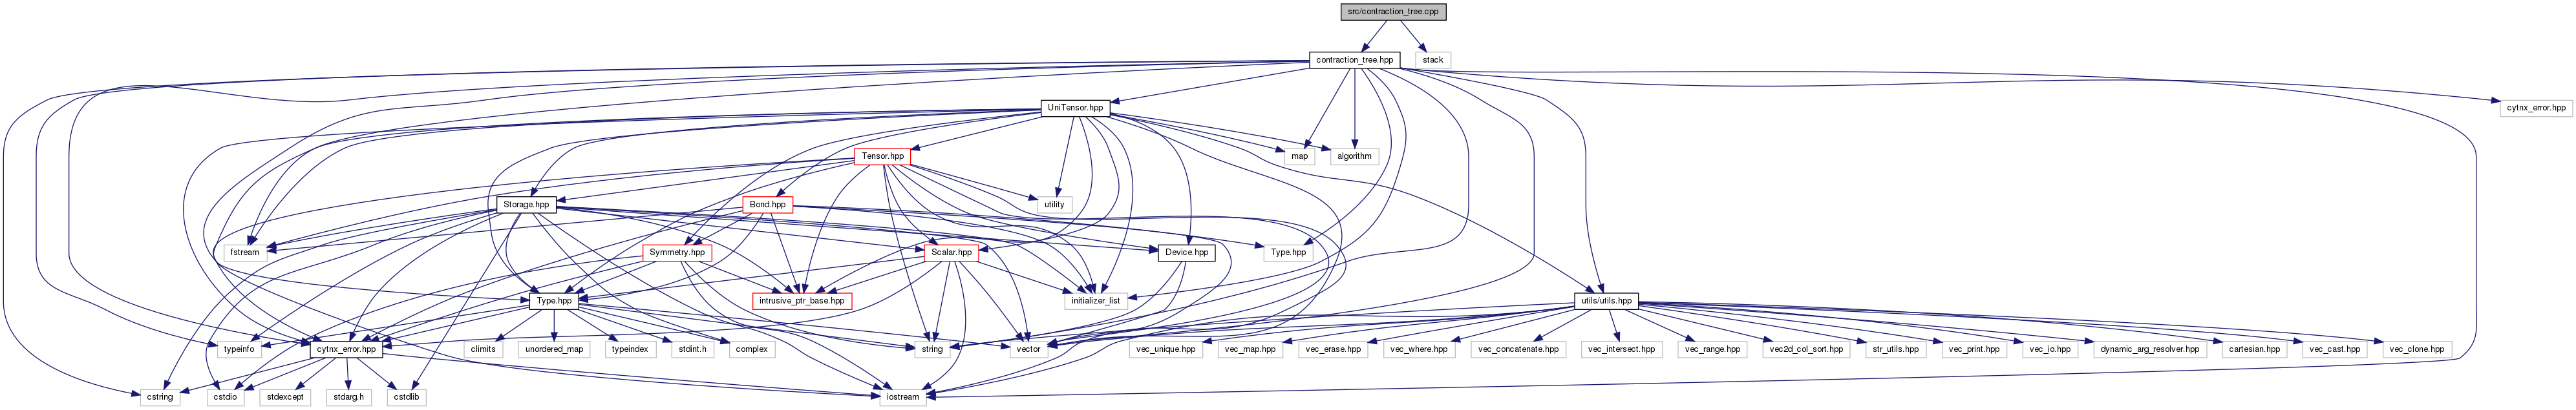 src/contraction_tree.cpp
contraction_tree.hpp
stack
UniTensor.hpp
cytnx_error.hpp
Tensor.hpp
map
algorithm
Storage.hpp
Bond.hpp
utility
fstream
Symmetry.hpp
Scalar.hpp
Device.hpp
Type.hpp
Type.hpp
intrusive_ptr_base.hpp
initializer_list
utils/utils.hpp
typeinfo
cytnx_error.hpp
climits
unordered_map
typeindex
stdint.h
complex
string
vector
vec_unique.hpp
vec_map.hpp
vec_erase.hpp
vec_where.hpp
vec_concatenate.hpp
vec_intersect.hpp
vec_range.hpp
vec2d_col_sort.hpp
str_utils.hpp
vec_print.hpp
vec_io.hpp
dynamic_arg_resolver.hpp
cartesian.hpp
vec_cast.hpp
vec_clone.hpp
cstring
cstdio
stdexcept
stdarg.h
cstdlib
iostream